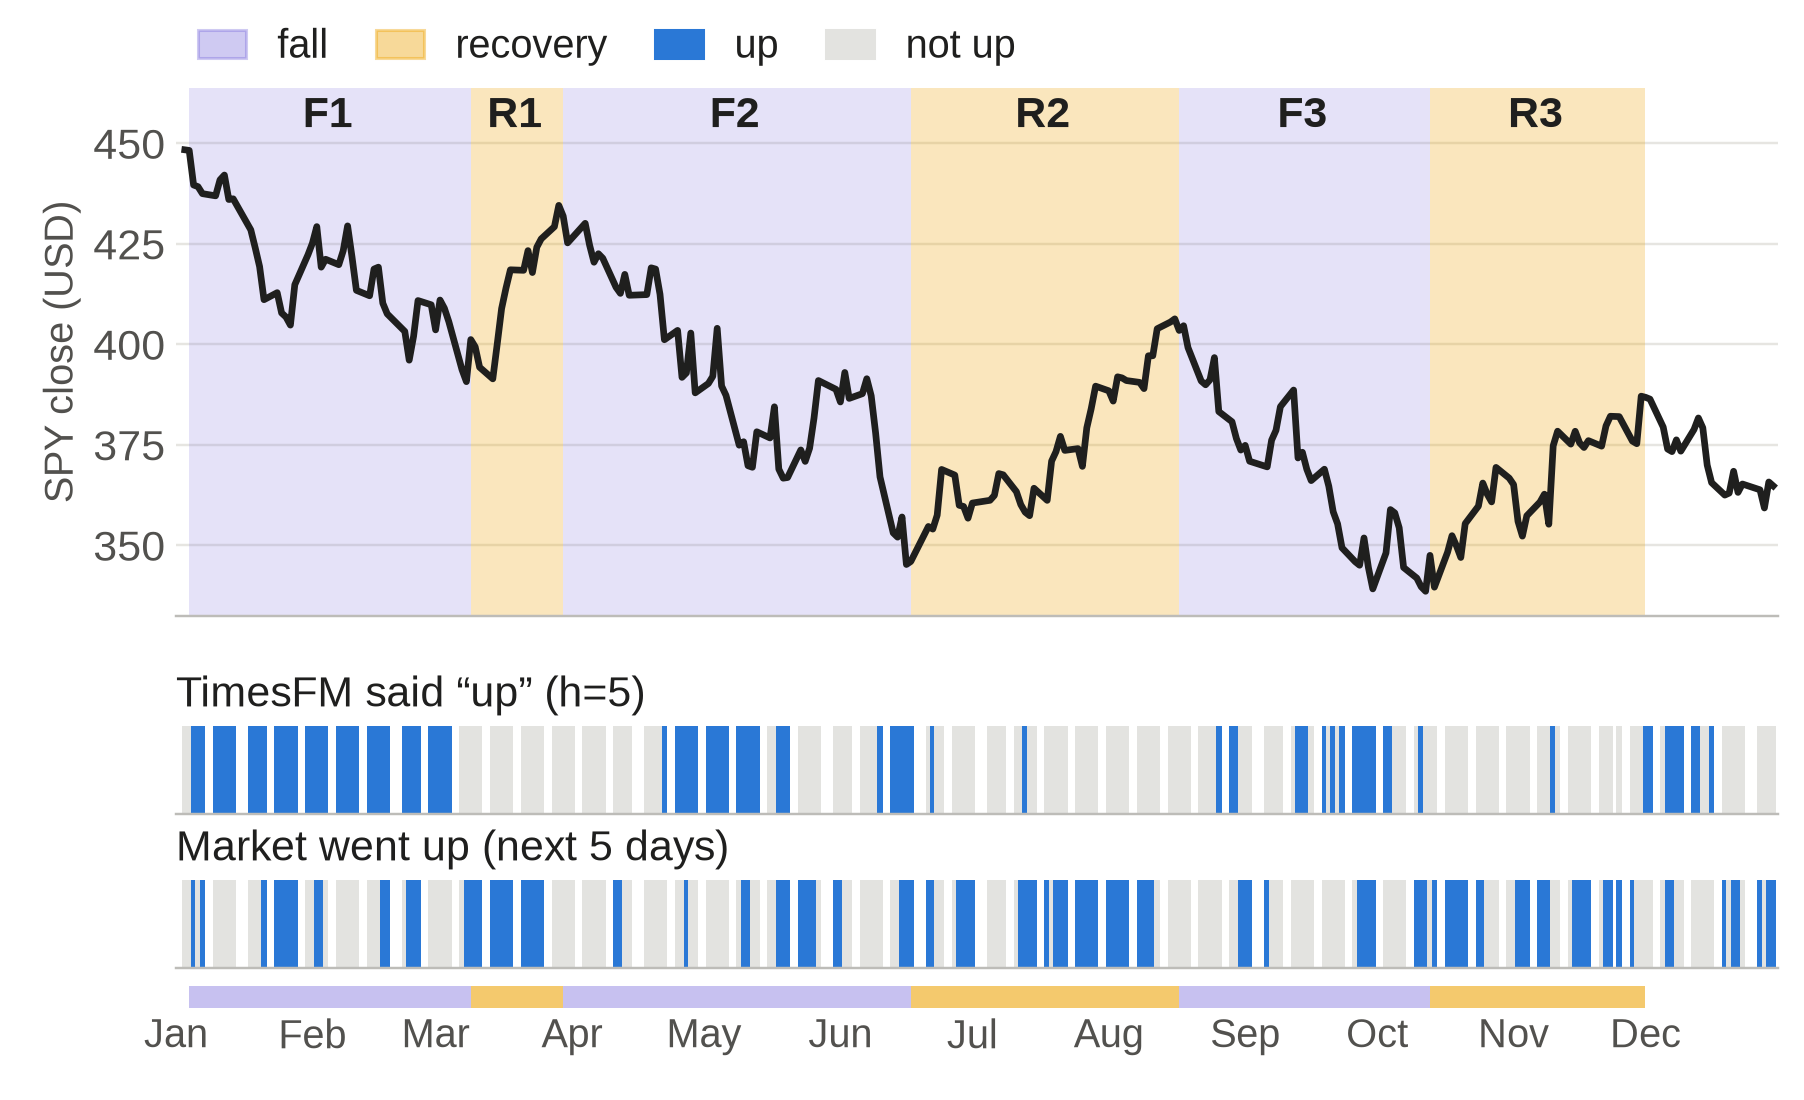 fall recovery up not up
F1 R1 F2 R2 F3 R3
450
425
400
375
350
SPY close (USD)
TimesFM said “up” (h=5)
Market went up (next 5 days)
Jan Feb Mar Apr May Jun Jul Aug Sep Oct Nov Dec